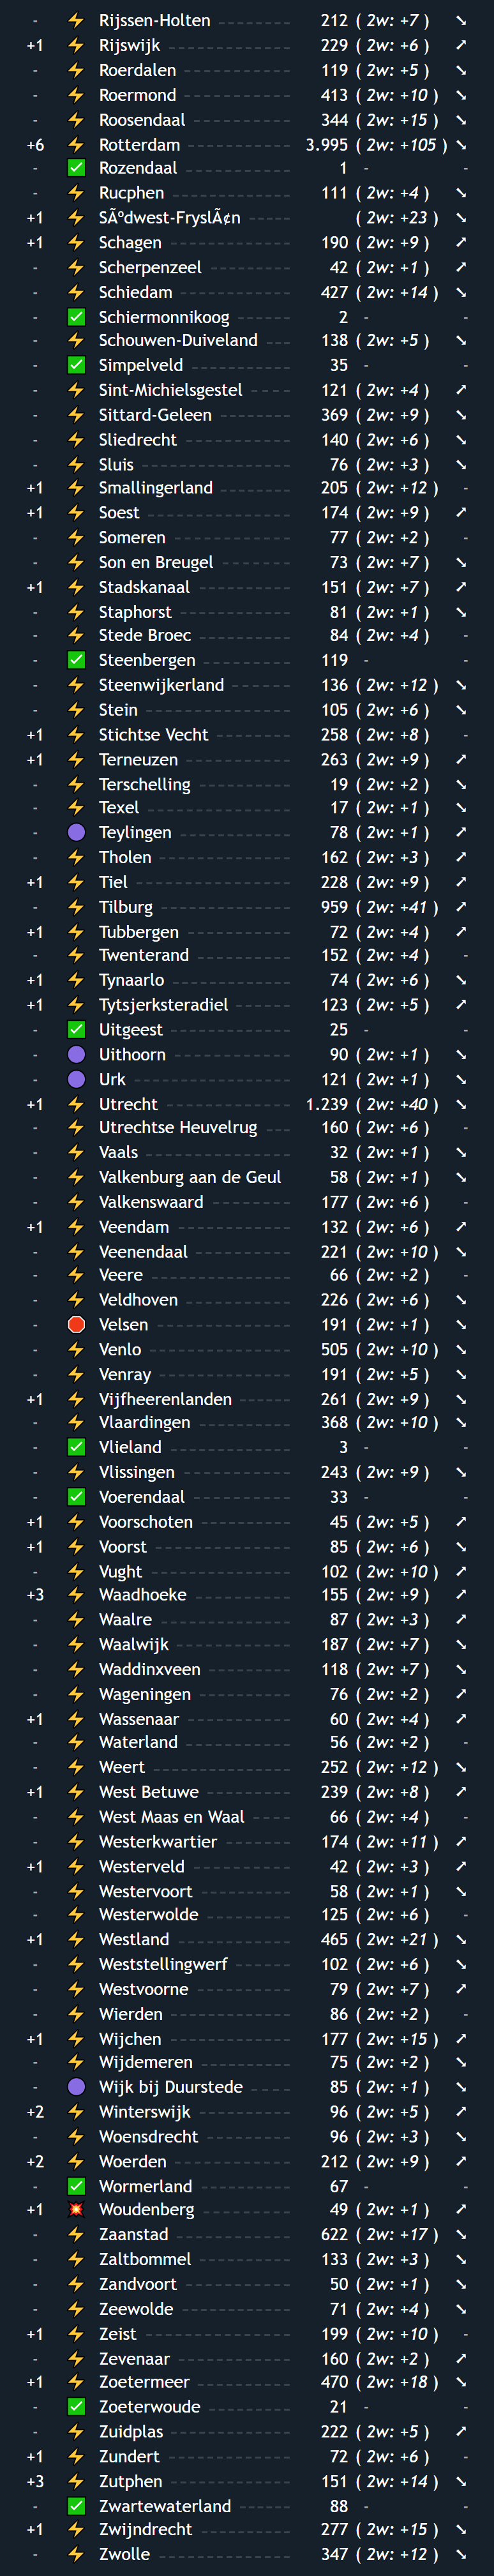 - ⚡ Rijssen-Holten 212 ( 2w: +7 ) ➘
+1 ⚡ Rijswijk 229 ( 2w: +6 ) ➚
- ⚡ Roerdalen 119 ( 2w: +5 ) ➘
- ⚡ Roermond 413 ( 2w: +10 ) ➘
- ⚡ Roosendaal 344 ( 2w: +15 ) ➘
+6 ⚡ Rotterdam 3.995 ( 2w: +105 ) ➘
- ✅ Rozendaal 1 - -
- ⚡ Rucphen 111 ( 2w: +4 ) ➘
+1 ⚡ SÃºdwest-FryslÃ¢n ( 2w: +23 ) ➘
+1 ⚡ Schagen 190 ( 2w: +9 ) ➚
- ⚡ Scherpenzeel 42 ( 2w: +1 ) ➚
- ⚡ Schiedam 427 ( 2w: +14 ) ➘
- ✅ Schiermonnikoog 2 - -
- ⚡ Schouwen-Duiveland 138 ( 2w: +5 ) ➘
- ✅ Simpelveld 35 - -
- ⚡ Sint-Michielsgestel 121 ( 2w: +4 ) ➚
- ⚡ Sittard-Geleen 369 ( 2w: +9 ) ➘
- ⚡ Sliedrecht 140 ( 2w: +6 ) ➘
- ⚡ Sluis 76 ( 2w: +3 ) ➘
+1 ⚡ Smallingerland 205 ( 2w: +12 ) -
+1 ⚡ Soest 174 ( 2w: +9 ) ➚
- ⚡ Someren 77 ( 2w: +2 ) -
- ⚡ Son en Breugel 73 ( 2w: +7 ) ➘
+1 ⚡ Stadskanaal 151 ( 2w: +7 ) ➚
- ⚡ Staphorst 81 ( 2w: +1 ) ➘
- ⚡ Stede Broec 84 ( 2w: +4 ) -
- ✅ Steenbergen 119 - -
- ⚡ Steenwijkerland 136 ( 2w: +12 ) ➘
- ⚡ Stein 105 ( 2w: +6 ) ➘
+1 ⚡ Stichtse Vecht 258 ( 2w: +8 ) -
+1 ⚡ Terneuzen 263 ( 2w: +9 ) ➚
- ⚡ Terschelling 19 ( 2w: +2 ) ➘
- ⚡ Texel 17 ( 2w: +1 ) ➘
- 🟣 Teylingen 78 ( 2w: +1 ) ➚
- ⚡ Tholen 162 ( 2w: +3 ) ➚
+1 ⚡ Tiel 228 ( 2w: +9 ) ➚
- ⚡ Tilburg 959 ( 2w: +41 ) ➚
- ⚡ Tubbergen 72 ( 2w: +4 ) ➚
- ⚡ Twenterand 152 ( 2w: +4 ) -
+1 ⚡ Tynaarlo 74 ( 2w: +6 ) ➘
+1 ⚡ Tytsjerksteradiel 123 ( 2w: +5 ) ➚
- ✅ Uitgeest 25 - -
- 🟣 Uithoorn 90 ( 2w: +1 ) ➘
- 🟣 Urk 121 ( 2w: +1 ) ➘
+1 ⚡ Utrecht 1.239 ( 2w: +40 ) ➘
- ⚡ Utrechtse Heuvelrug 160 ( 2w: +6 ) -
- ⚡ Vaals 32 ( 2w: +1 ) ➘
- ⚡ Valkenburg aan de Geul 58 ( 2w: +1 ) ➘
- ⚡ Valkenswaard 177 ( 2w: +6 ) -
+1 ⚡ Veendam 132 ( 2w: +6 ) ➚
- ⚡ Veenendaal 221 ( 2w: +10 ) ➘
- ⚡ Veere 66 ( 2w: +2 ) -
- ⚡ Veldhoven 226 ( 2w: +6 ) ➘
- 🛑 Velsen 191 ( 2w: +1 ) ➘
- ⚡ Venlo 505 ( 2w: +10 ) ➘
- ⚡ Venray 191 ( 2w: +5 ) ➘
+1 ⚡ Vijfheerenlanden 261 ( 2w: +9 ) ➘
- ⚡ Vlaardingen 368 ( 2w: +10 ) ➘
- ✅ Vlieland 3 - -
- ⚡ Vlissingen 243 ( 2w: +9 ) ➘
- ✅ Voerendaal 33 - -
+1 ⚡ Voorschoten 45 ( 2w: +5 ) ➚
+1 ⚡ Voorst 85 ( 2w: +6 ) ➘
- ⚡ Vught 102 ( 2w: +10 ) ➚
+3 ⚡ Waadhoeke 155 ( 2w: +9 ) ➚
- ⚡ Waalre 87 ( 2w: +3 ) ➚
- ⚡ Waalwijk 187 ( 2w: +7 ) ➘
- ⚡ Waddinxveen 118 ( 2w: +7 ) ➘
- ⚡ Wageningen 76 ( 2w: +2 ) ➚
+1 ⚡ Wassenaar 60 ( 2w: +4 ) ➚
- ⚡ Waterland 56 ( 2w: +2 ) -
- ⚡ Weert 252 ( 2w: +12 ) ➘
+1 ⚡ West Betuwe 239 ( 2w: +8 ) ➚
- ⚡ West Maas en Waal 66 ( 2w: +4 ) -
- ⚡ Westerkwartier 174 ( 2w: +11 ) ➚
+1 ⚡ Westerveld 42 ( 2w: +3 ) ➚
- ⚡ Westervoort 58 ( 2w: +1 ) ➘
- ⚡ Westerwolde 125 ( 2w: +6 ) -
+1 ⚡ Westland 465 ( 2w: +21 ) ➘
- ⚡ Weststellingwerf 102 ( 2w: +6 ) ➘
- ⚡ Westvoorne 79 ( 2w: +7 ) ➚
- ⚡ Wierden 86 ( 2w: +2 ) -
+1 ⚡ Wijchen 177 ( 2w: +15 ) ➚
- ⚡ Wijdemeren 75 ( 2w: +2 ) ➘
- 🟣 Wijk bij Duurstede 85 ( 2w: +1 ) ➘
+2 ⚡ Winterswijk 96 ( 2w: +5 ) ➚
- ⚡ Woensdrecht 96 ( 2w: +3 ) ➘
+2 ⚡ Woerden 212 ( 2w: +9 ) ➚
- ✅ Wormerland 67 - -
+1 💥 Woudenberg 49 ( 2w: +1 ) ➚
- ⚡ Zaanstad 622 ( 2w: +17 ) ➘
- ⚡ Zaltbommel 133 ( 2w: +3 ) ➘
- ⚡ Zandvoort 50 ( 2w: +1 ) ➘
- ⚡ Zeewolde 71 ( 2w: +4 ) ➘
+1 ⚡ Zeist 199 ( 2w: +10 ) -
- ⚡ Zevenaar 160 ( 2w: +2 ) ➚
+1 ⚡ Zoetermeer 470 ( 2w: +18 ) ➘
- ✅ Zoeterwoude 21 - -
- ⚡ Zuidplas 222 ( 2w: +5 ) ➚
+1 ⚡ Zundert 72 ( 2w: +6 ) -
+3 ⚡ Zutphen 151 ( 2w: +14 ) ➘
- ✅ Zwartewaterland 88 - -
+1 ⚡ Zwijndrecht 277 ( 2w: +15 ) ➘
- ⚡ Zwolle 347 ( 2w: +12 ) ➘